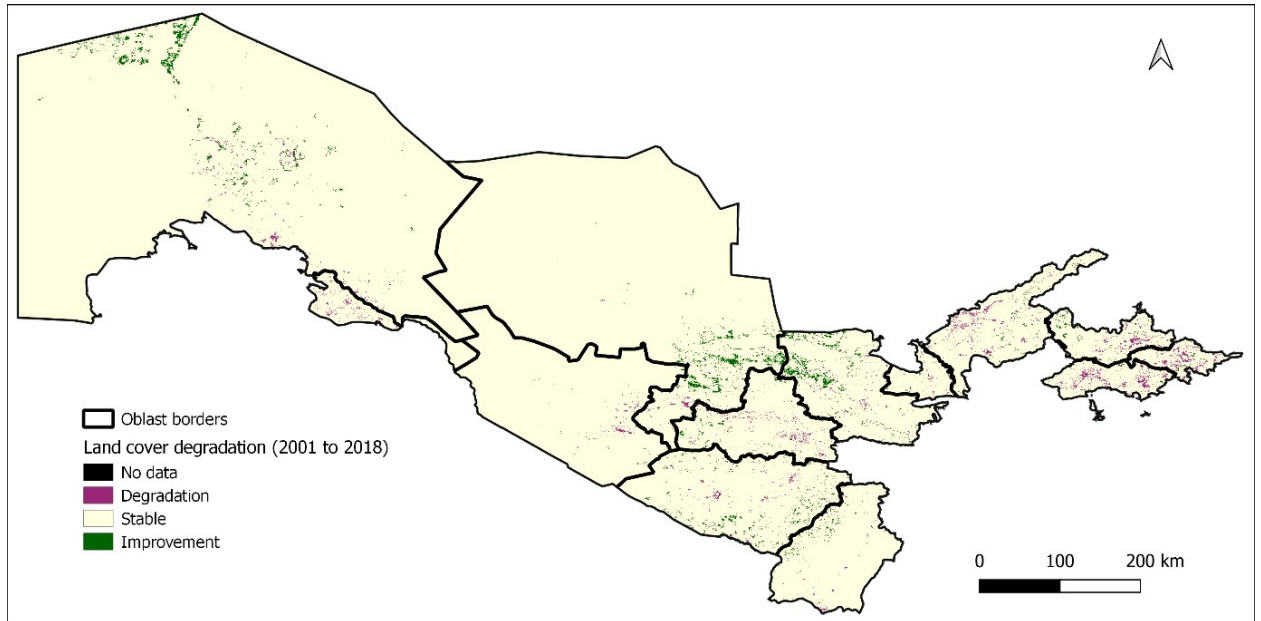 Oblast borders
Land cover degradation (2001 to 2018)
No data
Degradation
Stable
Improvement
0 100 200 km